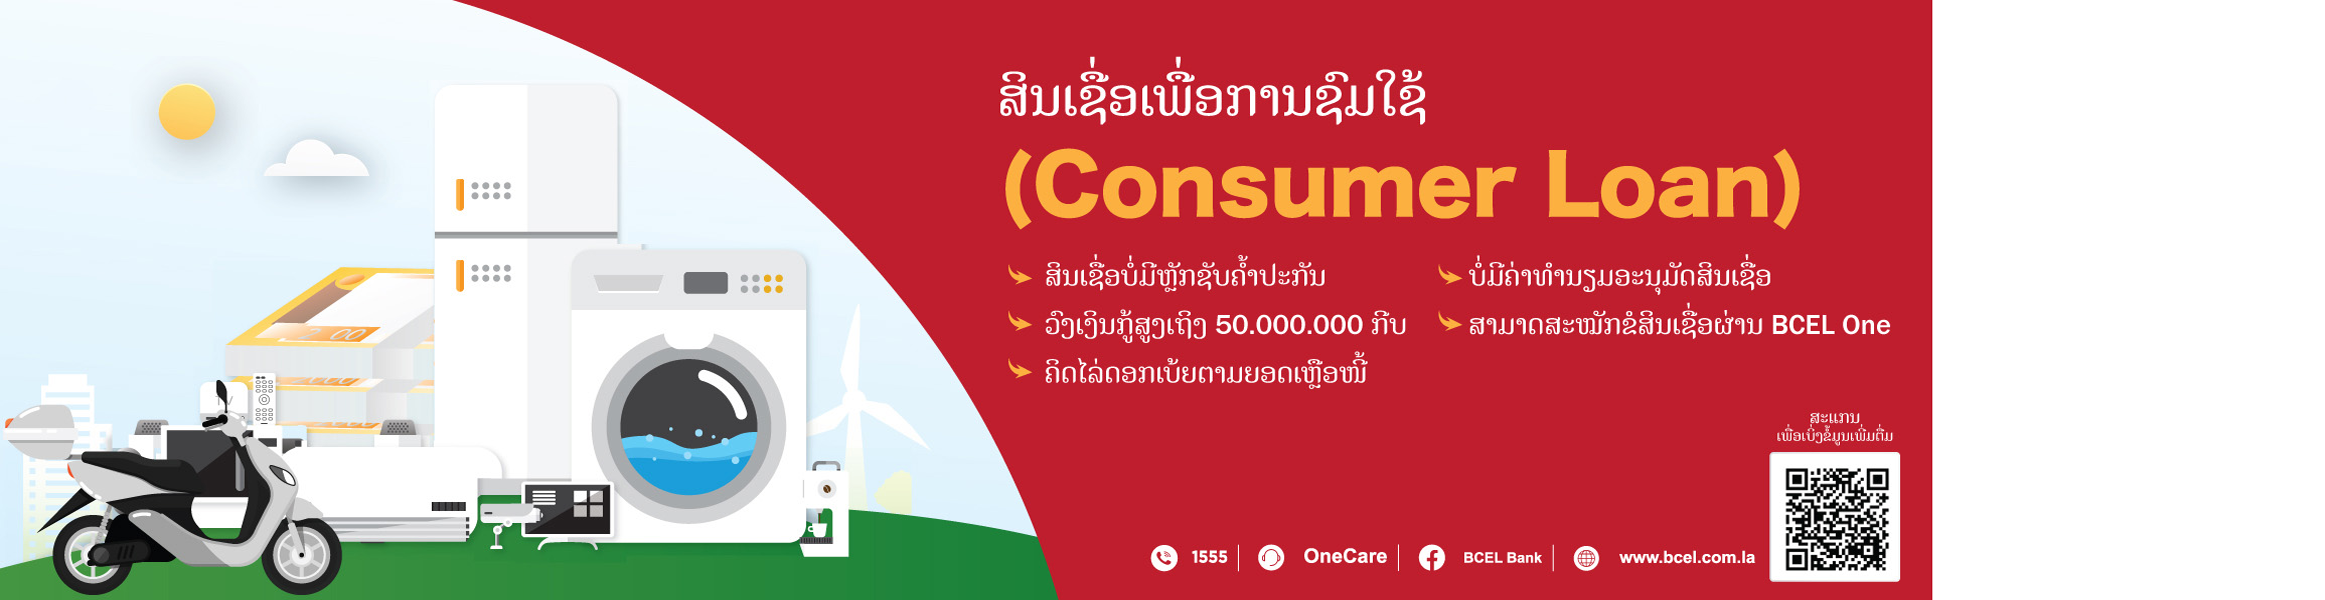 ສິນເຊື່ອເພື່ອການຊົມໃຊ້
(Consumer Loan)
ສິນເຊື່ອບໍ່ມີຫຼັກຊັບຄ້ຳປະກັນ
ວົງເງິນກູ້ສູງເຖິງ 50.000.000 ກີບ
ຄິດໄລ່ດອກເບ້ຍຕາມຍອດເຫຼືອໜີ້
ບໍ່ມີຄ່າທຳນຽມອະນຸມັດສິນເຊື່ອ
ສາມາດສະໝັກຂໍສິນເຊື່ອຜ່ານ BCEL One
ສະແກນ
ເພື່ອເບິ່ງຂໍ້ມູນເພີ່ມຕື່ມ
1555 | OneCare | BCEL Bank | www.bcel.com.la